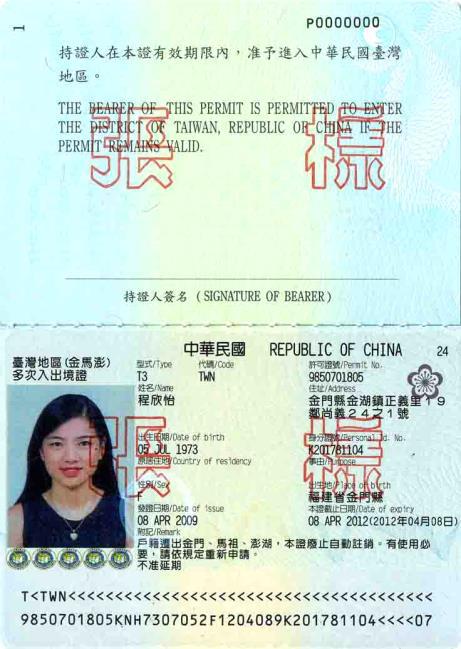 1
P0000000
持證人在本證有效期限內，准予進入中華民國臺灣
地區。
THE BEARER OF THIS PERMIT IS PERMITTED TO ENTER
THE DISTRICT OF TAIWAN, REPUBLIC OF CHINA IF THE
PERMIT REMAINS VALID.
張 樣
持證人簽名 (SIGNATURE OF BEARER)
中華民國 REPUBLIC OF CHINA 24
臺灣地區(金馬澎)
多次入出境證
型式/Type 代碼/Code 許可證號/Permit No.
T3 TWN 9850701805
姓名/Name 住址/Address
程欣怡 金門縣金湖鎮正義里19
鄰尚義24之1號
出生日期/Date of birth 身分證號/Personal Id. No.
05 JUL 1973 K201781104
原居住地/Country of residency 事由/Purpose
張 樣
性別/Sex 出生地/Place of birth
F 福建省金門縣
發證日期/Date of issue 本證截止日期/Date of expiry
08 APR 2009 08 APR 2012(2012年04月08日)
附記/Remark
戶籍遷出金門、馬祖、澎湖，本證廢止自動註銷。有使用必
要，請依規定重新申請。
不准延期
T<TWN<<<<<<<<<<<<<<<<<<<<<<<<<<<<<<<<<<<<<<<<
9850701805KNH7307052F1204089K201781104<<<<07